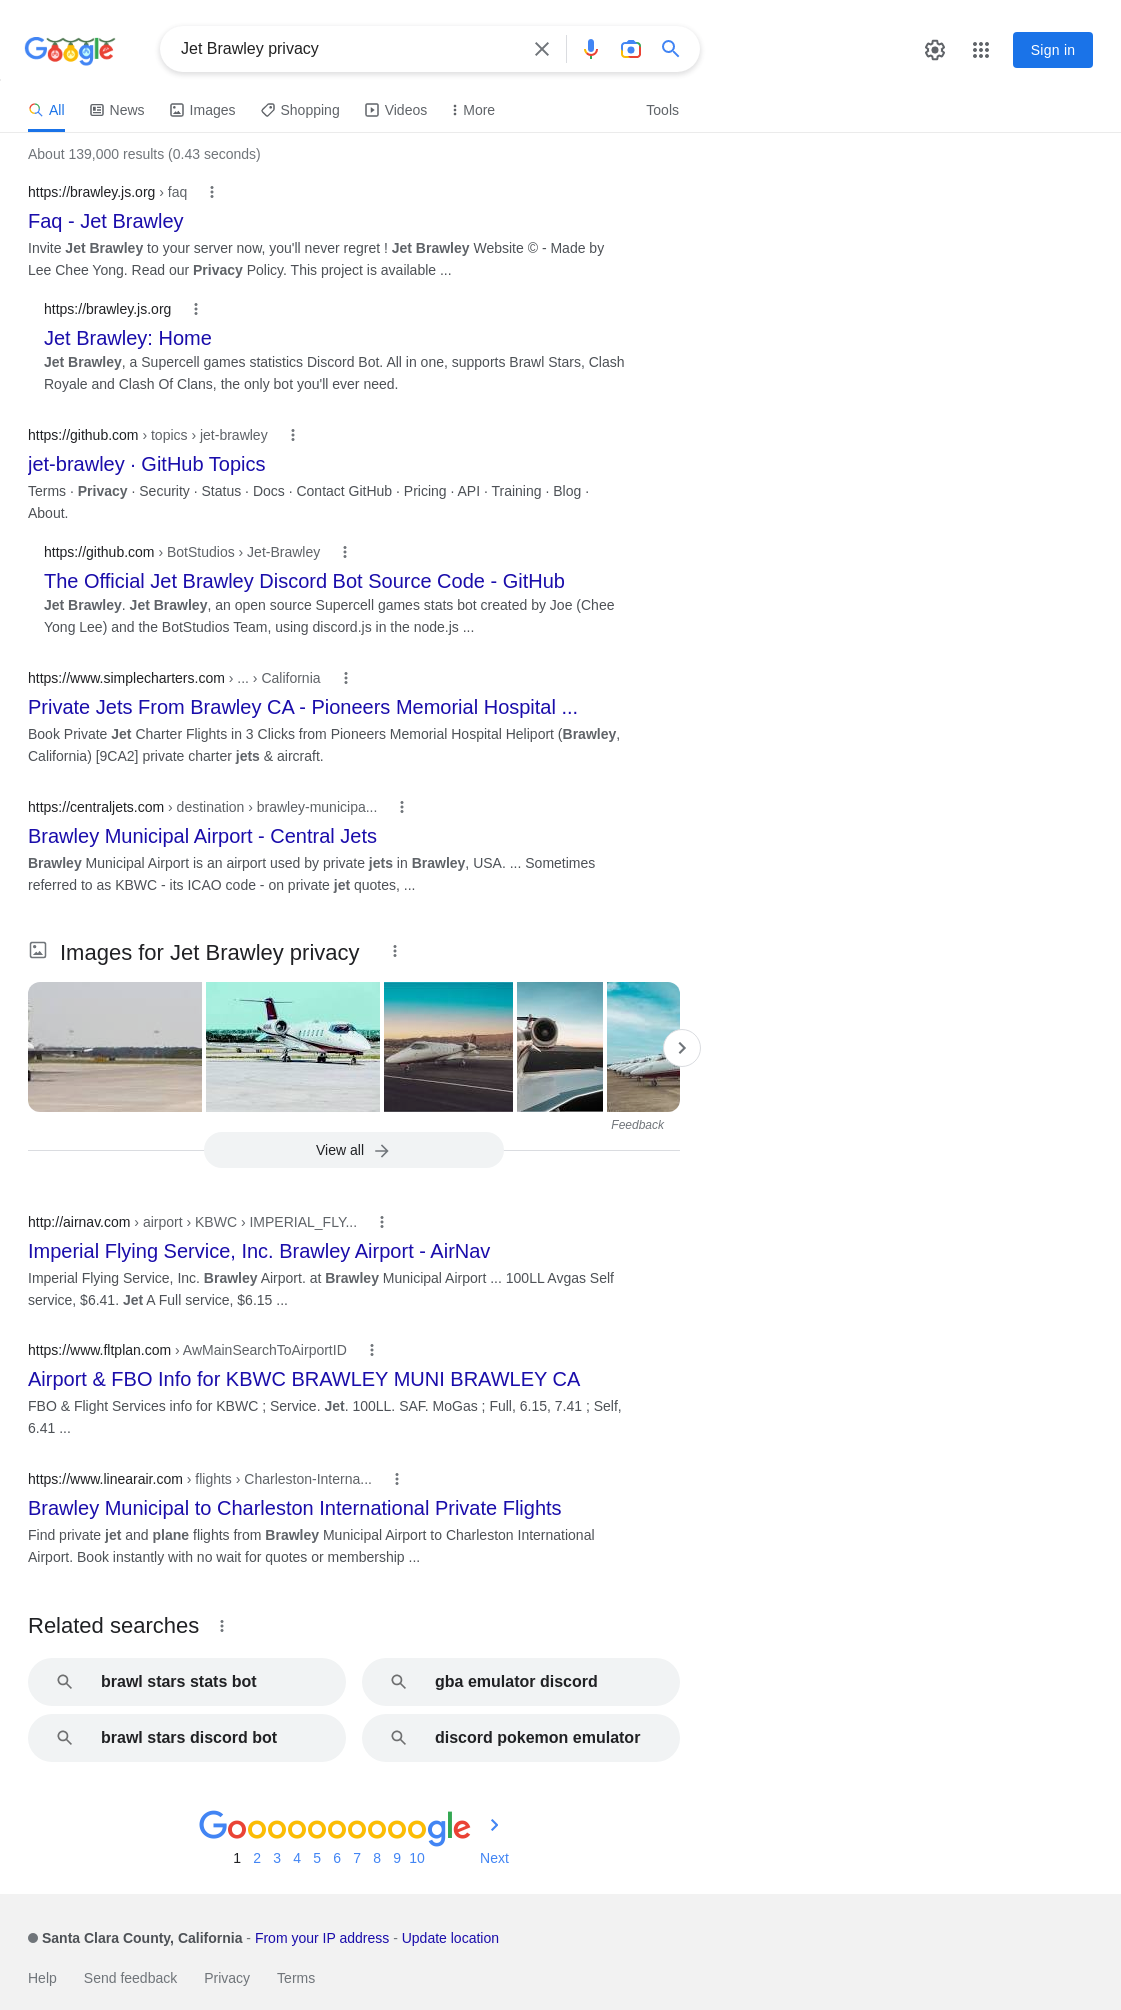 Google
Jet Brawley privacy
Sign in
All News Images Shopping Videos More Tools
About 139,000 results (0.43 seconds)
https://brawley.js.org › faq
Faq - Jet Brawley
Invite Jet Brawley to your server now, you'll never regret ! Jet Brawley Website © - Made by
Lee Chee Yong. Read our Privacy Policy. This project is available ...
https://brawley.js.org
Jet Brawley: Home
Jet Brawley, a Supercell games statistics Discord Bot. All in one, supports Brawl Stars, Clash
Royale and Clash Of Clans, the only bot you'll ever need.
https://github.com › topics › jet-brawley
jet-brawley · GitHub Topics
Terms · Privacy · Security · Status · Docs · Contact GitHub · Pricing · API · Training · Blog ·
About.
https://github.com › BotStudios › Jet-Brawley
The Official Jet Brawley Discord Bot Source Code - GitHub
Jet Brawley. Jet Brawley, an open source Supercell games stats bot created by Joe (Chee
Yong Lee) and the BotStudios Team, using discord.js in the node.js ...
https://www.simplecharters.com › ... › California
Private Jets From Brawley CA - Pioneers Memorial Hospital ...
Book Private Jet Charter Flights in 3 Clicks from Pioneers Memorial Hospital Heliport (Brawley,
California) [9CA2] private charter jets & aircraft.
https://centraljets.com › destination › brawley-municipa...
Brawley Municipal Airport - Central Jets
Brawley Municipal Airport is an airport used by private jets in Brawley, USA. ... Sometimes
referred to as KBWC - its ICAO code - on private jet quotes, ...
Images for Jet Brawley privacy
Feedback
View all
http://airnav.com › airport › KBWC › IMPERIAL_FLY...
Imperial Flying Service, Inc. Brawley Airport - AirNav
Imperial Flying Service, Inc. Brawley Airport. at Brawley Municipal Airport ... 100LL Avgas Self
service, $6.41. Jet A Full service, $6.15 ...
https://www.fltplan.com › AwMainSearchToAirportID
Airport & FBO Info for KBWC BRAWLEY MUNI BRAWLEY CA
FBO & Flight Services info for KBWC ; Service. Jet. 100LL. SAF. MoGas ; Full, 6.15, 7.41 ; Self,
6.41 ...
https://www.linearair.com › flights › Charleston-Interna...
Brawley Municipal to Charleston International Private Flights
Find private jet and plane flights from Brawley Municipal Airport to Charleston International
Airport. Book instantly with no wait for quotes or membership ...
Related searches
brawl stars stats bot
gba emulator discord
brawl stars discord bot
discord pokemon emulator
Goooooooooogle
1 2 3 4 5 6 7 8 9 10 Next
Santa Clara County, California - From your IP address - Update location
Help Send feedback Privacy Terms